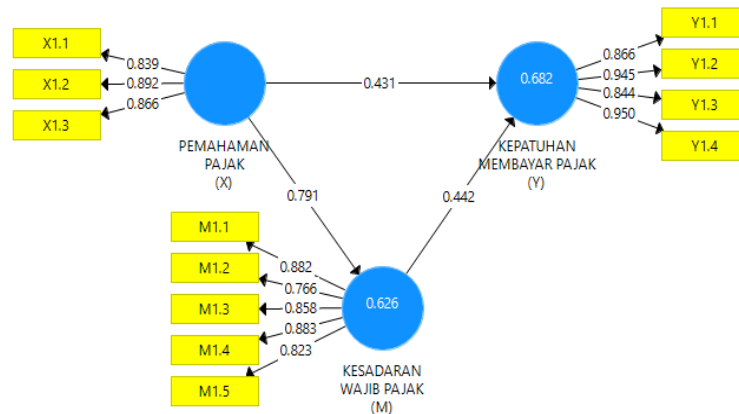 X1.1
X1.2
X1.3
0.839
0.892
0.866
PEMAHAMAN
PAJAK
(X)
0.431
0.682
KEPATUHAN
MEMBAYAR PAJAK
(Y)
0.866
0.945
0.844
0.950
Y1.1
Y1.2
Y1.3
Y1.4
0.791
0.442
M1.1
M1.2
M1.3
M1.4
M1.5
0.882
0.766
0.858
0.883
0.823
0.626
KESADARAN
WAJIB PAJAK
(M)